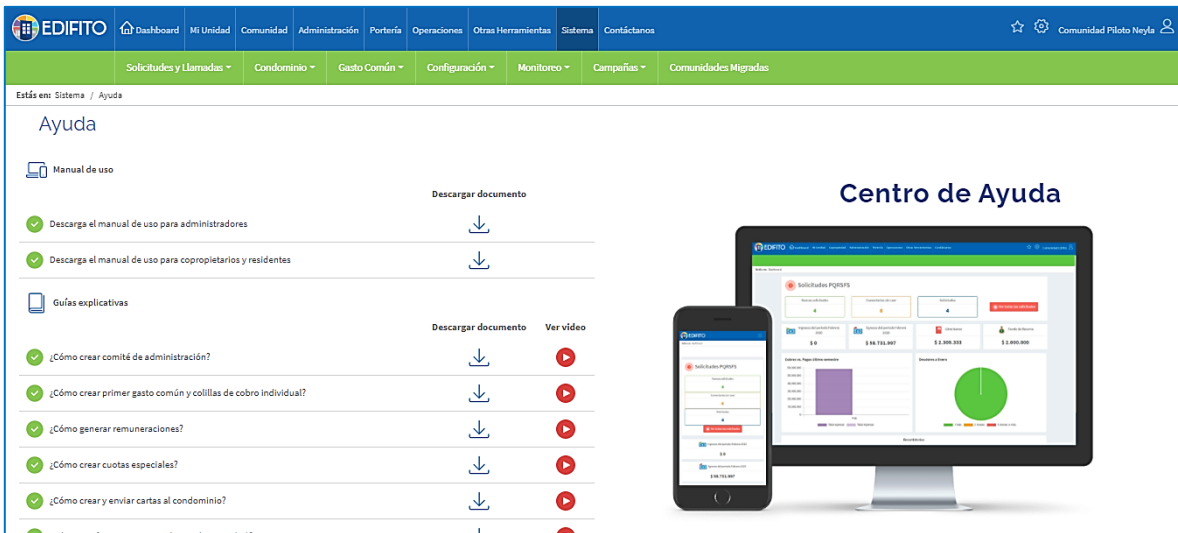 EDIFITO Dashboard Mi Unidad Comunidad Administración Portería Operaciones Otras Herramientas Sistema Contáctanos Comunidad Piloto Neyla
Solicitudes y Llamadas Condominio Gasto Común Configuración Monitoreo Campañas Comunidades Migradas
Estás en: Sistema / Ayuda
Ayuda
Manual de uso
Descargar documento
Descarga el manual de uso para administradores
Descarga el manual de uso para copropietarios y residentes
Guías explicativas
Descargar documento Ver video
¿Cómo crear comité de administración?
¿Cómo crear primer gasto común y colillas de cobro individual?
¿Cómo generar remuneraciones?
¿Cómo crear cuotas especiales?
¿Cómo crear y enviar cartas al condominio?
Centro de Ayuda
EDIFITO
Solicitudes PQRSFS
4 4
$ 0 $ 98.731.997 $ 1.309.333
EDIFITO
Solicitudes PQRSFS
4
4
$ 0
$ 98.731.997